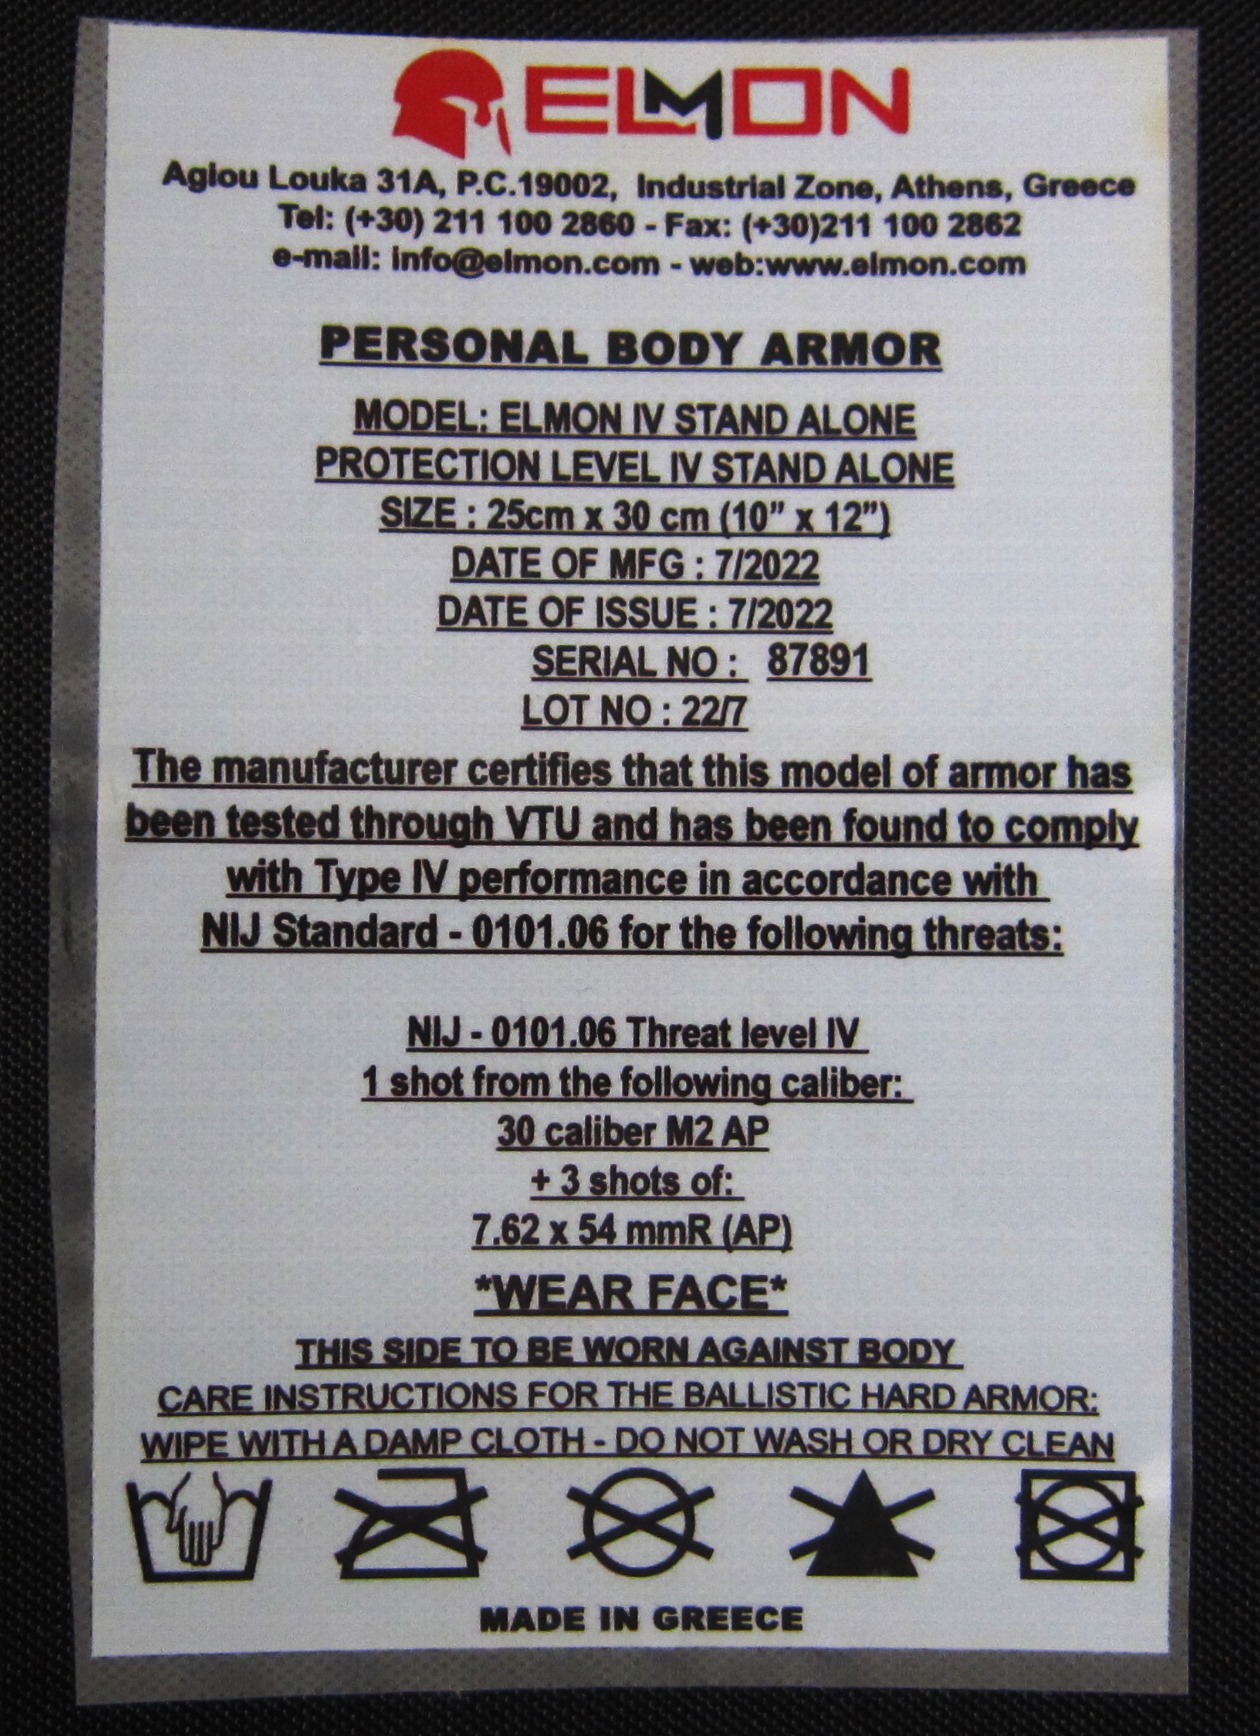 ELMON
Agiou Louka 31A, P.C.19002, Industrial Zone, Athens, Greece
Tel: (+30) 211 100 2860 - Fax: (+30)211 100 2862
e-mail: info@elmon.com - web:www.elmon.com
PERSONAL BODY ARMOR
MODEL: ELMON IV STAND ALONE
PROTECTION LEVEL IV STAND ALONE
SIZE : 25cm x 30 cm (10” x 12”)
DATE OF MFG : 7/2022
DATE OF ISSUE : 7/2022
SERIAL NO : 87891
LOT NO : 22/7
The manufacturer certifies that this model of armor has
been tested through VTU and has been found to comply
with Type IV performance in accordance with
NIJ Standard - 0101.06 for the following threats:
NIJ - 0101.06 Threat level IV
1 shot from the following caliber:
30 caliber M2 AP
+ 3 shots of:
7.62 x 54 mmR (AP)
*WEAR FACE*
THIS SIDE TO BE WORN AGAINST BODY
CARE INSTRUCTIONS FOR THE BALLISTIC HARD ARMOR:
WIPE WITH A DAMP CLOTH - DO NOT WASH OR DRY CLEAN
MADE IN GREECE